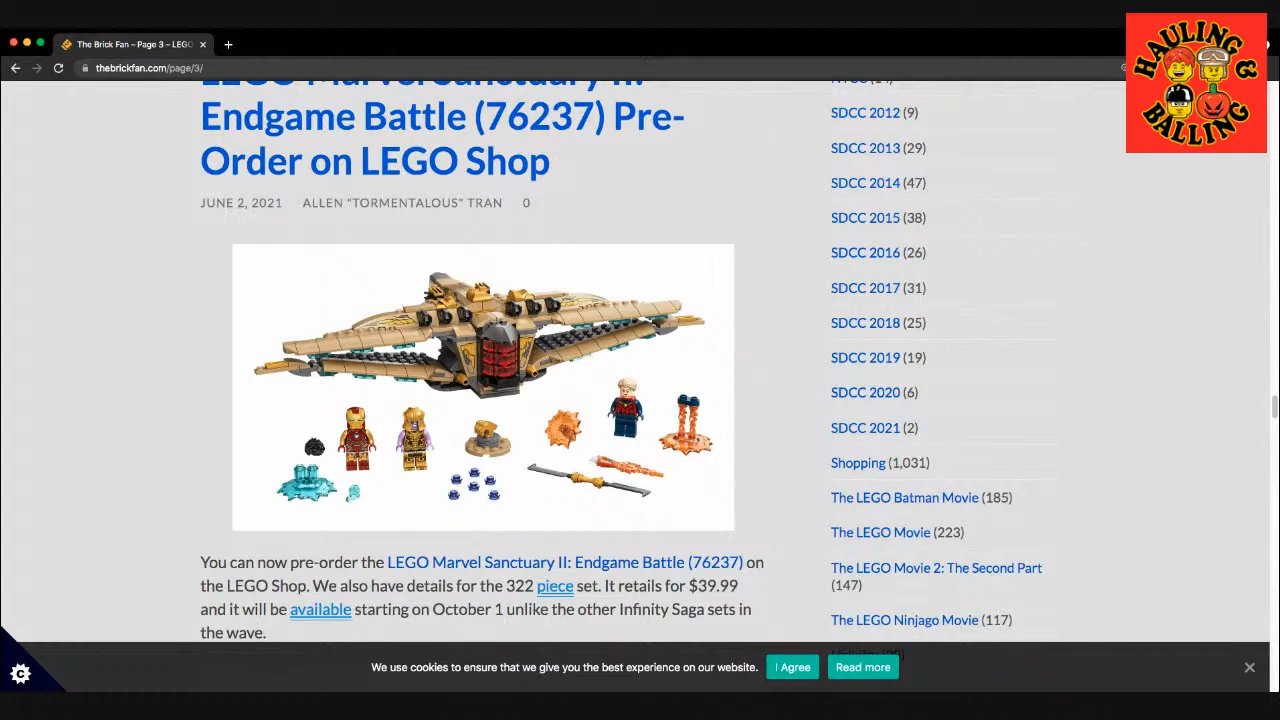 The Brick Fan – Page 3 – LEGO
thebrickfan.com/page/3/
HAULING &
BALLING
LEGO Marvel Sanctuary II:
Endgame Battle (76237) Pre-
Order on LEGO Shop
JUNE 2, 2021 ALLEN "TORMENTALOUS" TRAN 0
You can now pre-order the LEGO Marvel Sanctuary II: Endgame Battle (76237) on
the LEGO Shop. We also have details for the 322 piece set. It retails for $39.99
and it will be available starting on October 1 unlike the other Infinity Saga sets in
the wave.
SDCC 2012 (9)
SDCC 2013 (29)
SDCC 2014 (47)
SDCC 2015 (38)
SDCC 2016 (26)
SDCC 2017 (31)
SDCC 2018 (25)
SDCC 2019 (19)
SDCC 2020 (6)
SDCC 2021 (2)
Shopping (1,031)
The LEGO Batman Movie (185)
The LEGO Movie (223)
The LEGO Movie 2: The Second Part
(147)
The LEGO Ninjago Movie (117)
We use cookies to ensure that we give you the best experience on our website. I Agree Read more